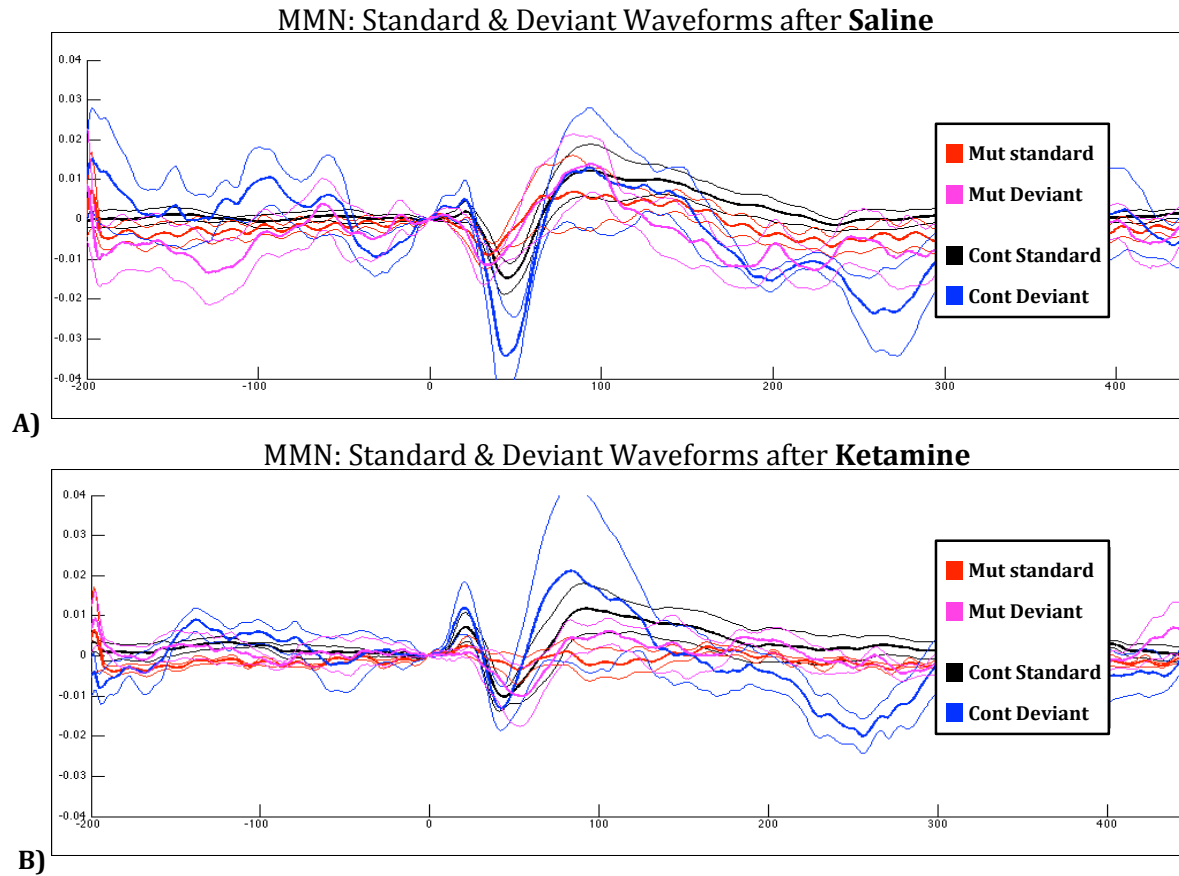 MMN: Standard & Deviant Waveforms after Saline
0.04
0.03
0.02
0.01
0
-0.01
-0.02
-0.03
-0.04
-200
-100
0
100
200
300
400
Mut standard
Mut Deviant
Cont Standard
Cont Deviant
A)
MMN: Standard & Deviant Waveforms after Ketamine
0.04
0.03
0.02
0.01
0
-0.01
-0.02
-0.03
-0.04
-200
-100
0
100
200
300
400
Mut standard
Mut Deviant
Cont Standard
Cont Deviant
B)